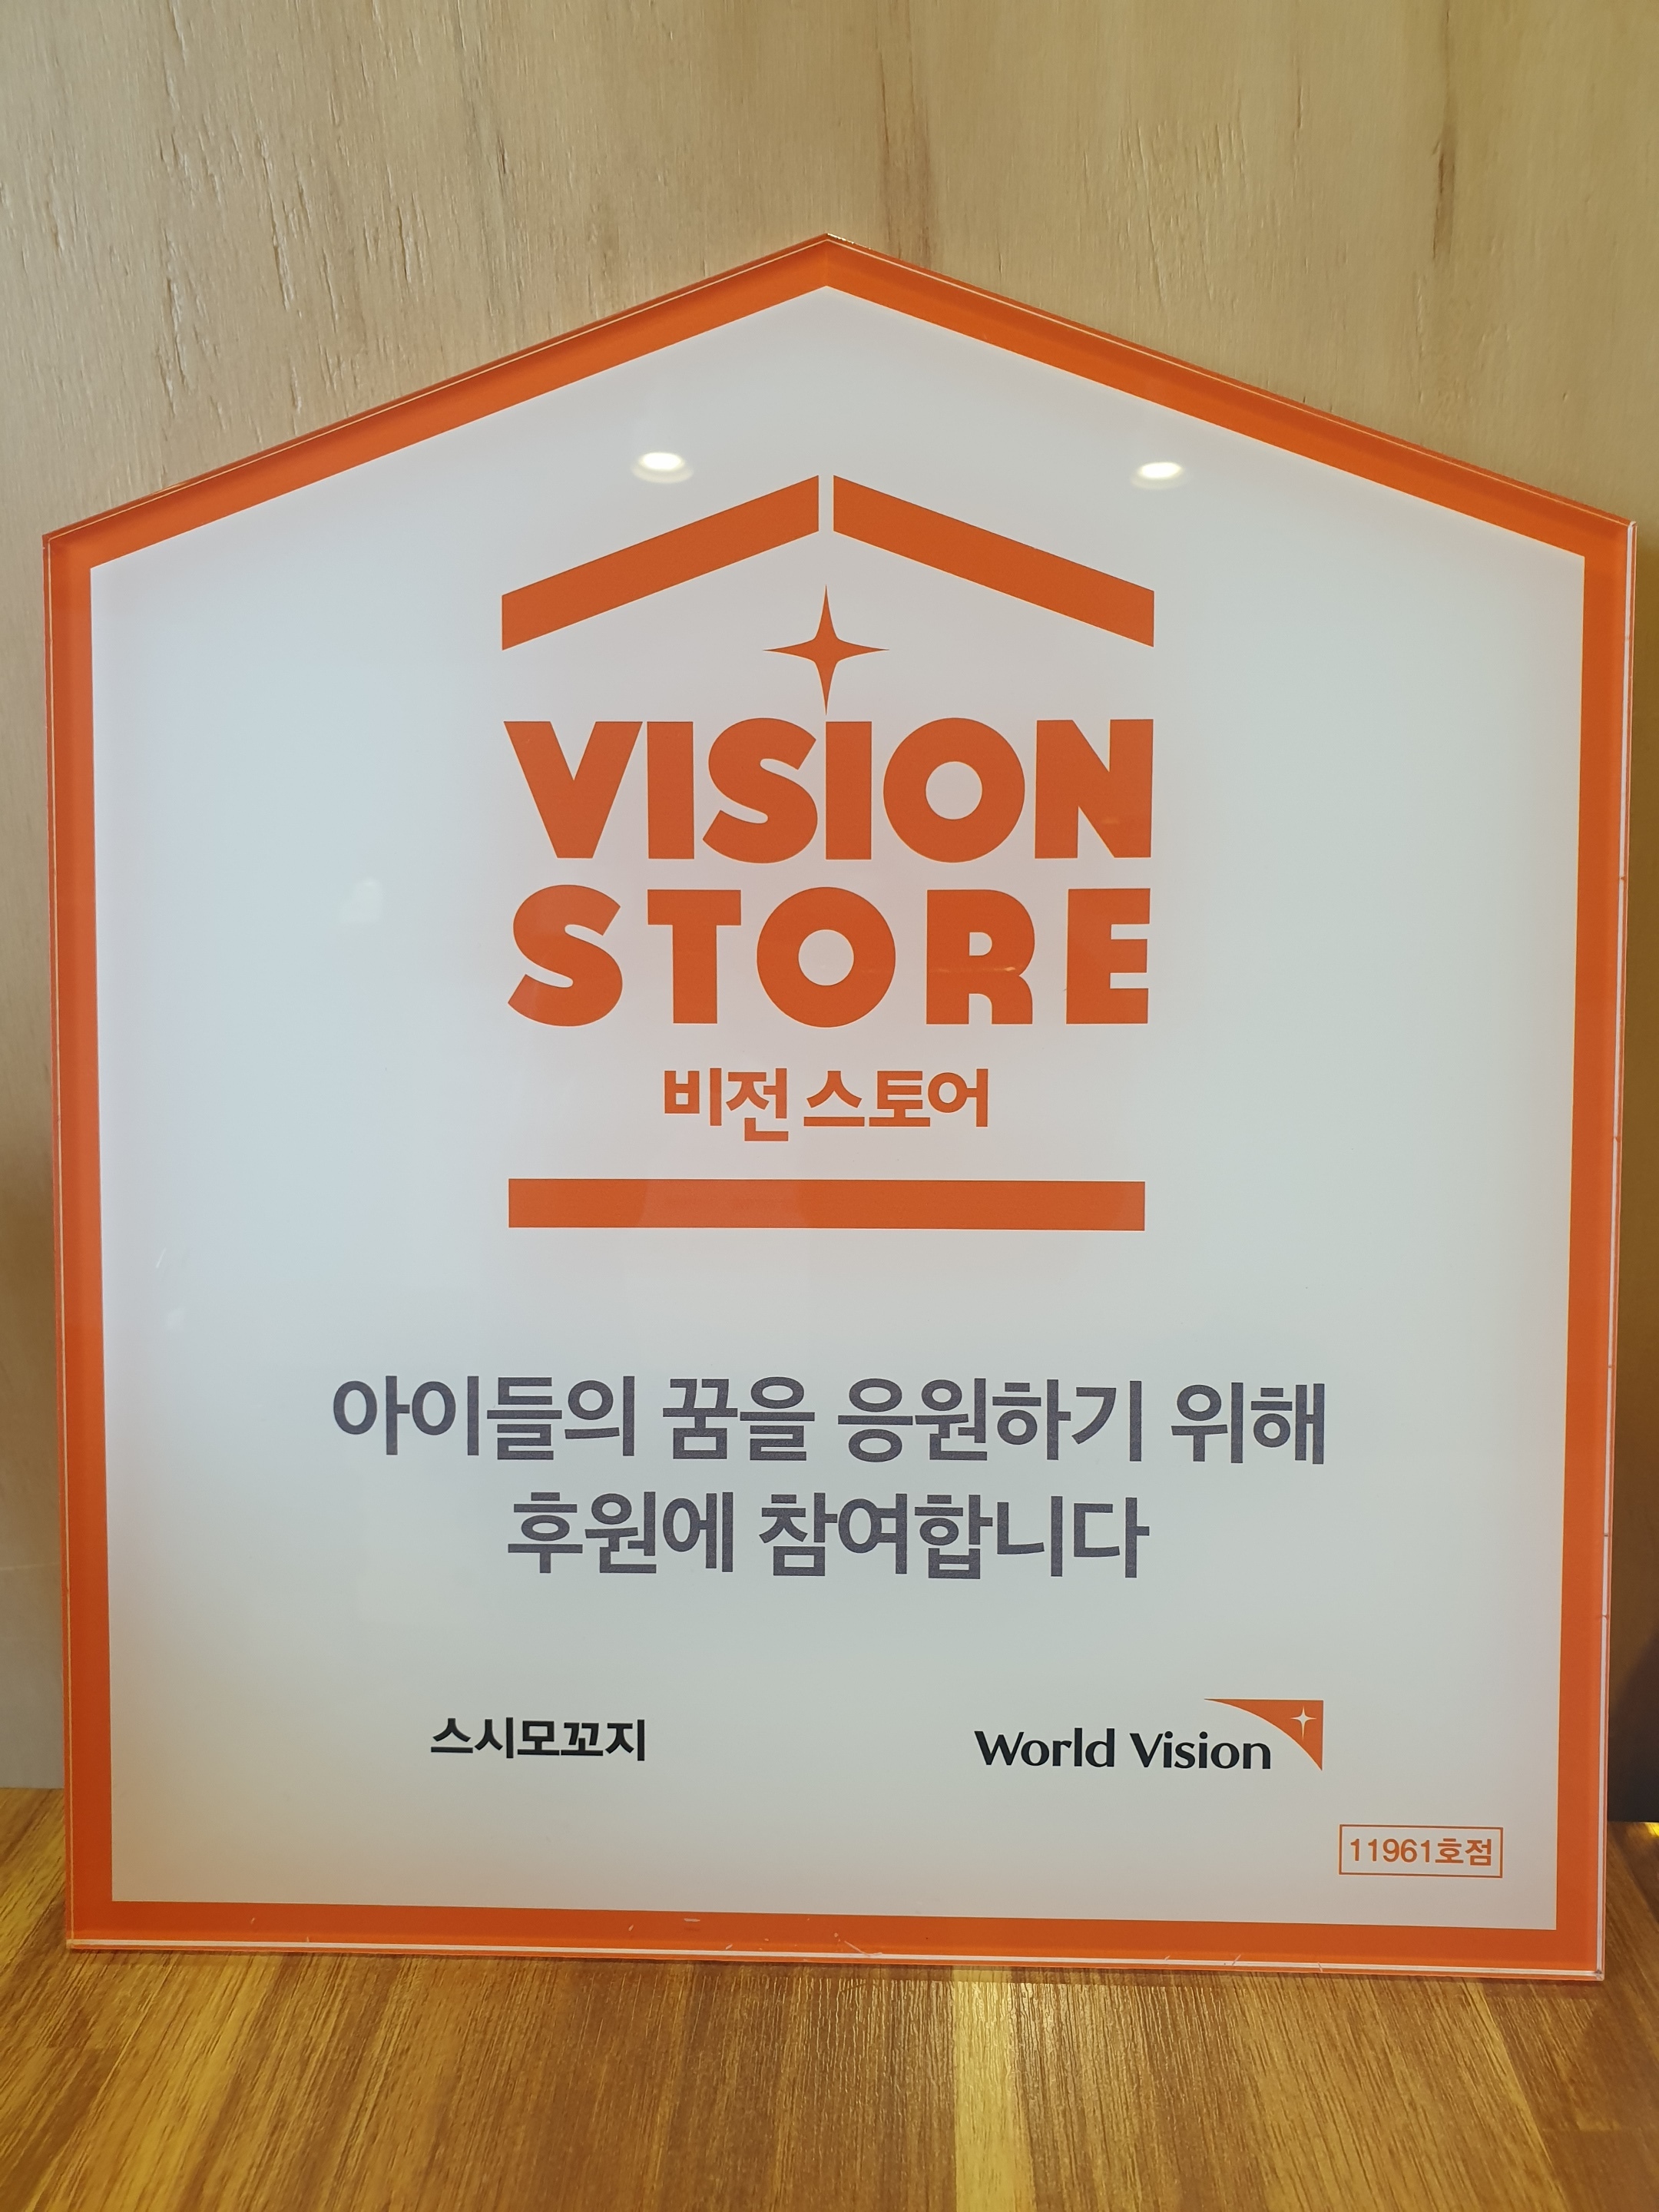 VISION
STORE
비전 스토어
아이들의 꿈을 응원하기 위해
후원에 참여합니다
스시모꼬지
World Vision
11961호점